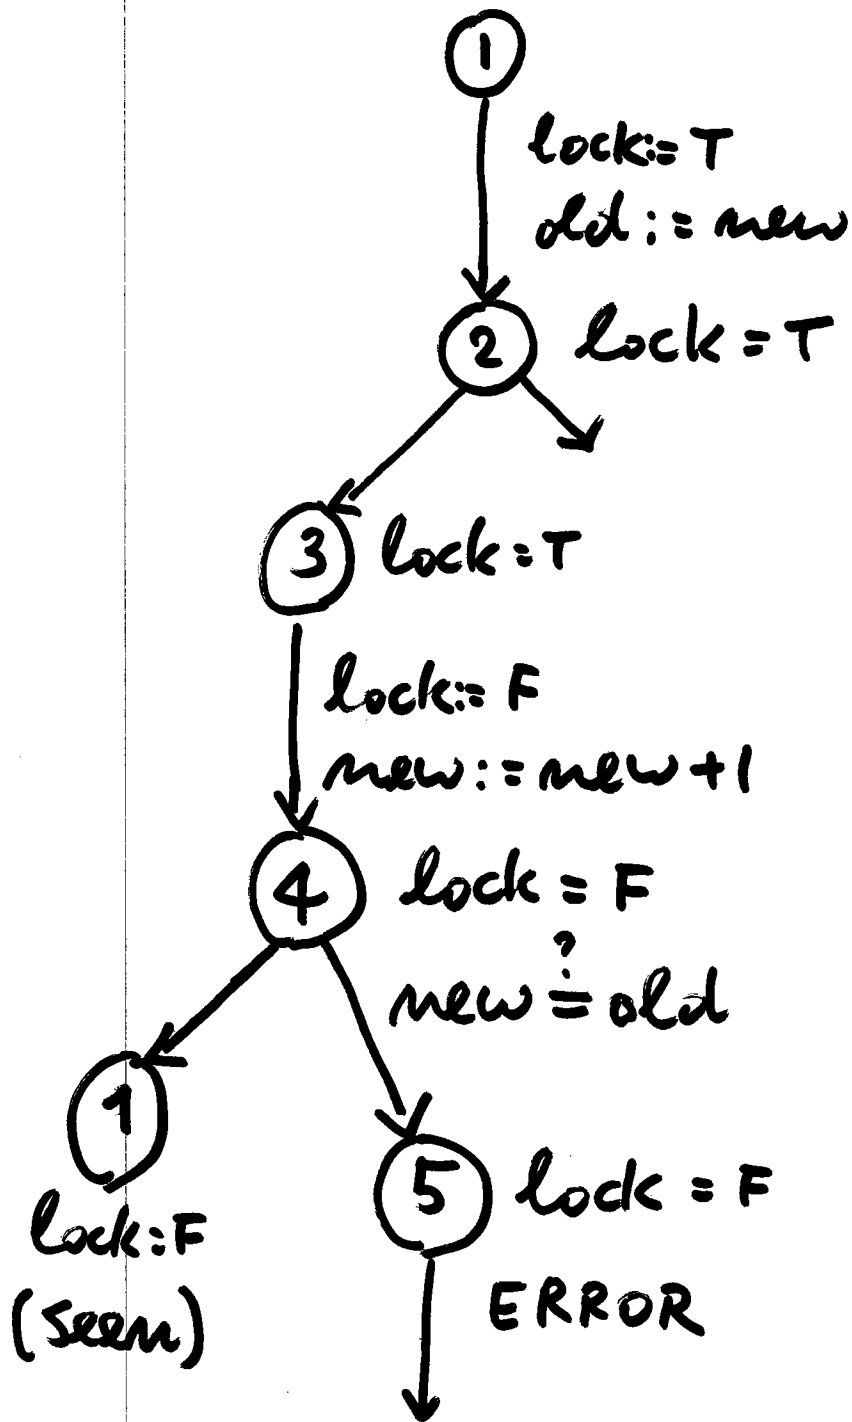 1
lock:=T
old:=new
2 lock=T
3 lock=T
lock:=F
new:=new+1
4 lock=F
?
new=old
1
5 lock=F
lock=F
ERROR
(seen)